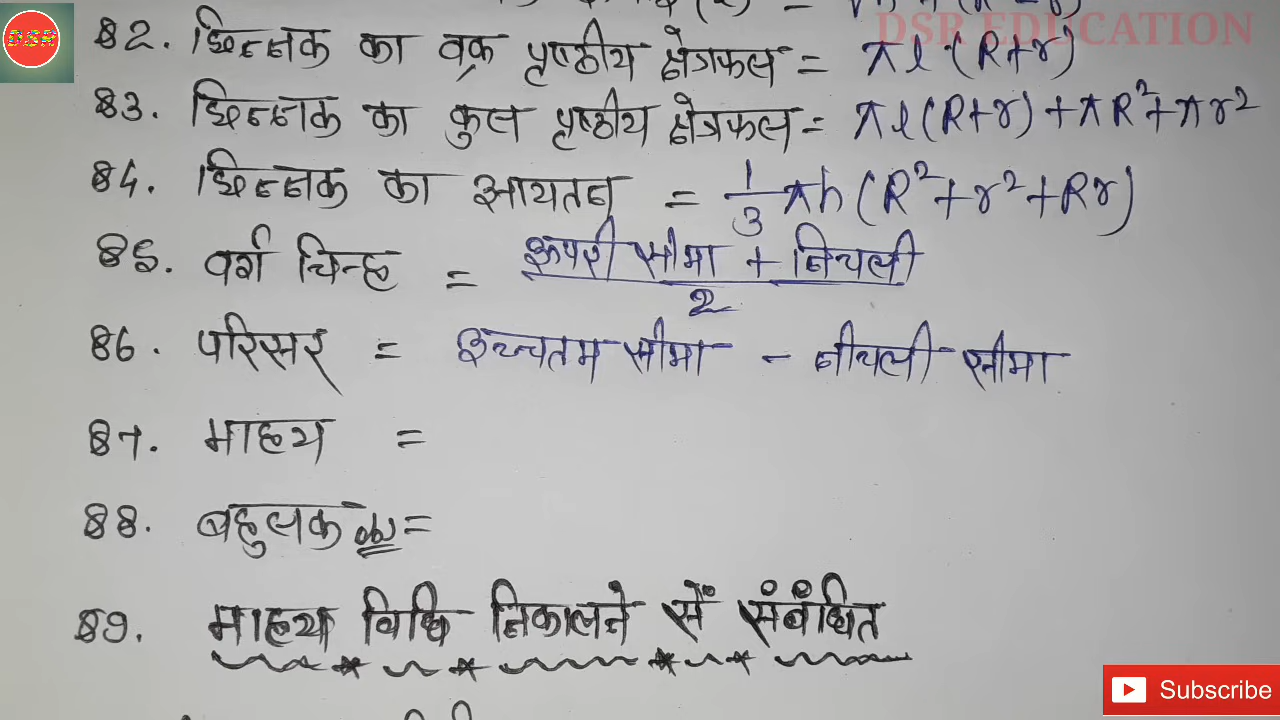 DSR
DSR EDUCATION
82. छिन्नक का वक्र पृष्ठीय क्षेत्रफल = πl(R+r)
83. छिन्नक का कुल पृष्ठीय क्षेत्रफल = πl(R+r)+πR²+πr²
84. छिन्नक का आयतन = 1/3 πh(R²+r²+Rr)
85. वर्ग चिन्ह = ऊपरी सीमा + निचली / 2
86. परिसर = उच्चतम सीमा - नीचली सीमा
87. माध्य =
88. बहुलक =
89. माध्य विधि निकालने सें संबंधित
Subscribe